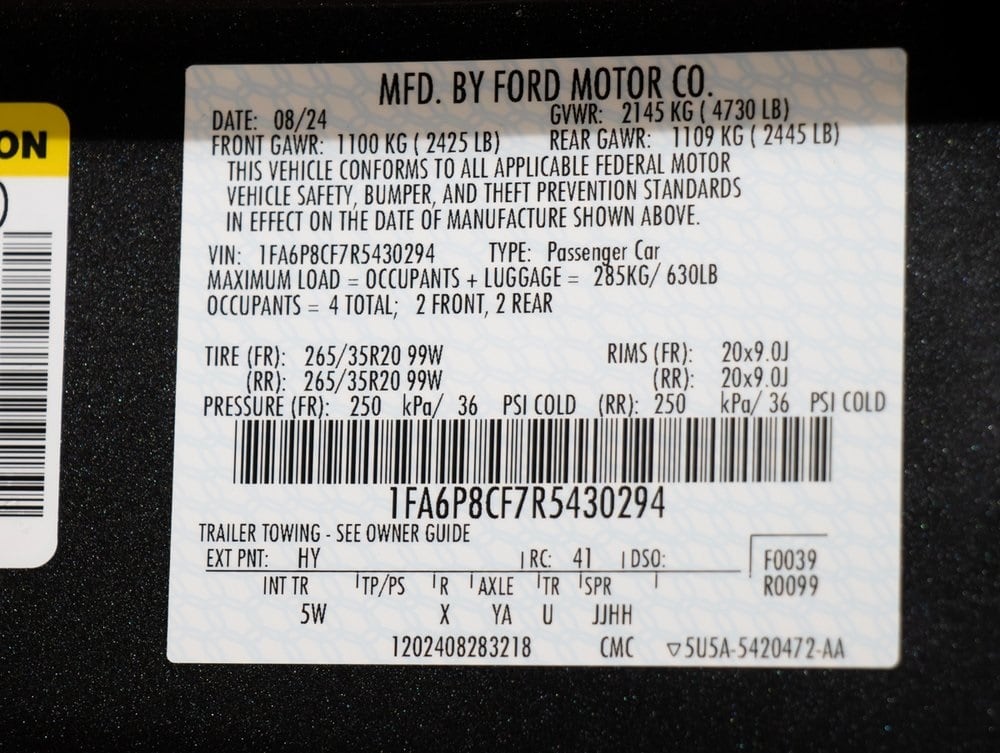 ON
MFD. BY FORD MOTOR CO.
DATE: 08/24 GVWR: 2145 KG ( 4730 LB)
FRONT GAWR: 1100 KG ( 2425 LB) REAR GAWR: 1109 KG ( 2445 LB)
THIS VEHICLE CONFORMS TO ALL APPLICABLE FEDERAL MOTOR
VEHICLE SAFETY, BUMPER, AND THEFT PREVENTION STANDARDS
IN EFFECT ON THE DATE OF MANUFACTURE SHOWN ABOVE.
VIN: 1FA6P8CF7R5430294 TYPE: Passenger Car
MAXIMUM LOAD = OCCUPANTS + LUGGAGE = 285KG/ 630LB
OCCUPANTS = 4 TOTAL; 2 FRONT, 2 REAR
TIRE (FR): 265/35R20 99W RIMS (FR): 20x9.0J
(RR): 265/35R20 99W (RR): 20x9.0J
PRESSURE (FR): 250 kPa/ 36 PSI COLD (RR): 250 kPa/ 36 PSI COLD
1FA6P8CF7R5430294
TRAILER TOWING - SEE OWNER GUIDE
EXT PNT: HY RC: 41 DSO: F0039
INT TR TP/PS R AXLE TR SPR R0099
5W X YA U JJHH
1202408283218 CMC ▽5U5A-5420472-AA